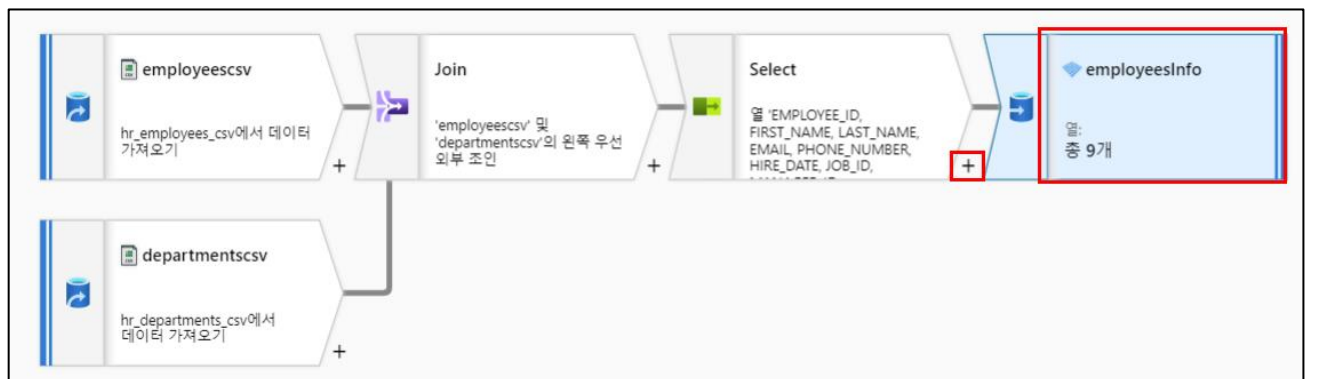 employeescsv
hr_employees_csv에서 데이터
가져오기
+
Join
'employeescsv' 및
'departmentscsv'의 왼쪽 우선
외부 조인
+
Select
열 'EMPLOYEE_ID,
FIRST_NAME, LAST_NAME,
EMAIL, PHONE_NUMBER,
HIRE_DATE, JOB_ID,
+
employeesInfo
열:
총 9개
departmentscsv
hr_departments_csv에서
데이터 가져오기
+